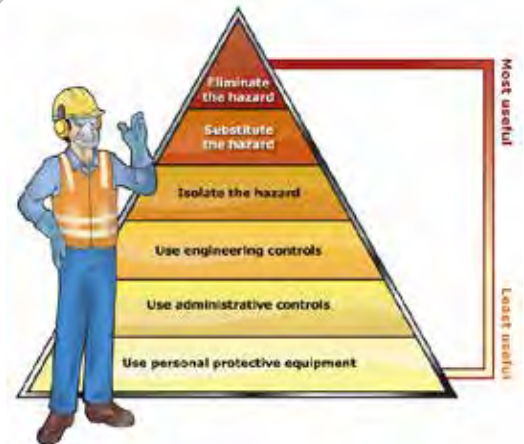 Eliminate
the hazard
Substitute
the hazard
Isolate the hazard
Use engineering controls
Use administrative controls
Use personal protective equipment
Most useful
Least useful